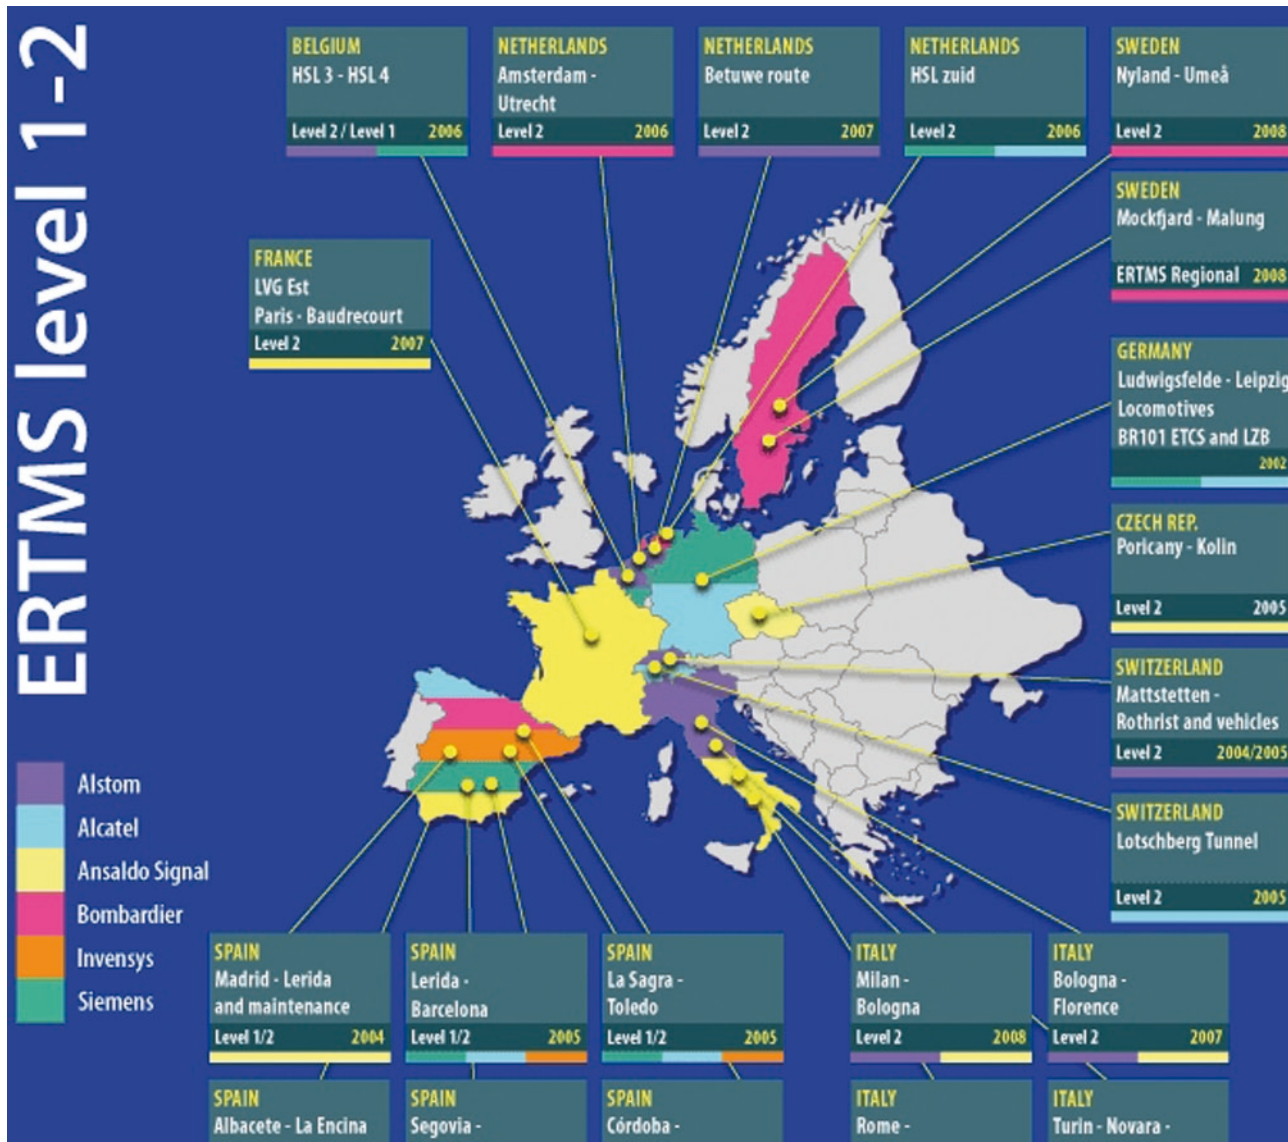 ERTMS level 1-2
BELGIUM
HSL 3 - HSL 4
Level 2 / Level 1 2006
NETHERLANDS
Amsterdam -
Utrecht
Level 2 2006
NETHERLANDS
Betuwe route
Level 2 2007
NETHERLANDS
HSL zuid
Level 2 2006
SWEDEN
Nyland - Umeå
Level 2 2008
SWEDEN
Mockfjard - Malung
ERTMS Regional 2008
FRANCE
LVG Est
Paris - Baudrecourt
Level 2 2007
GERMANY
Ludwigsfelde - Leipzig
Locomotives
BR101 ETCS and LZB
2002
CZECH REP.
Poricany - Kolin
Level 2 2005
SWITZERLAND
Mattstetten -
Rothrist and vehicles
Level 2 2004/2005
SWITZERLAND
Lotschberg Tunnel
Level 2 2005
Alstom
Alcatel
Ansaldo Signal
Bombardier
Invensys
Siemens
SPAIN
Madrid - Lerida
and maintenance
Level 1/2 2004
SPAIN
Lerida -
Barcelona
Level 1/2 2005
SPAIN
La Sagra -
Toledo
Level 1/2 2005
ITALY
Milan -
Bologna
Level 2 2008
ITALY
Bologna -
Florence
Level 2 2007
SPAIN
Albacete - La Encina
SPAIN
Segovia -
SPAIN
Córdoba -
ITALY
Rome -
ITALY
Turin - Novara -